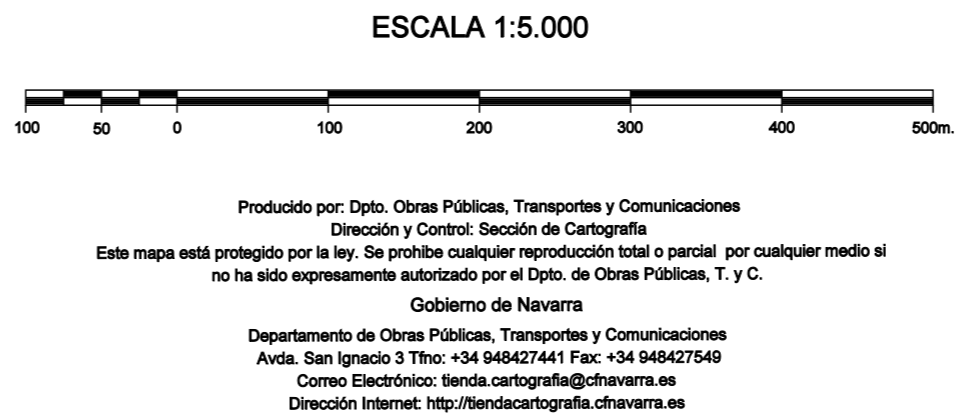 ESCALA 1:5.000
100 50 0 100 200 300 400 500m.
Producido por: Dpto. Obras Públicas, Transportes y Comunicaciones
Dirección y Control: Sección de Cartografía
Este mapa está protegido por la ley. Se prohibe cualquier reproducción total o parcial por cualquier medio si
no ha sido expresamente autorizado por el Dpto. de Obras Públicas, T. y C.
Gobierno de Navarra
Departamento de Obras Públicas, Transportes y Comunicaciones
Avda. San Ignacio 3 Tfno: +34 948427441 Fax: +34 948427549
Correo Electrónico: tienda.cartografia@cfnavarra.es
Dirección Internet: http://tiendacartografia.cfnavarra.es